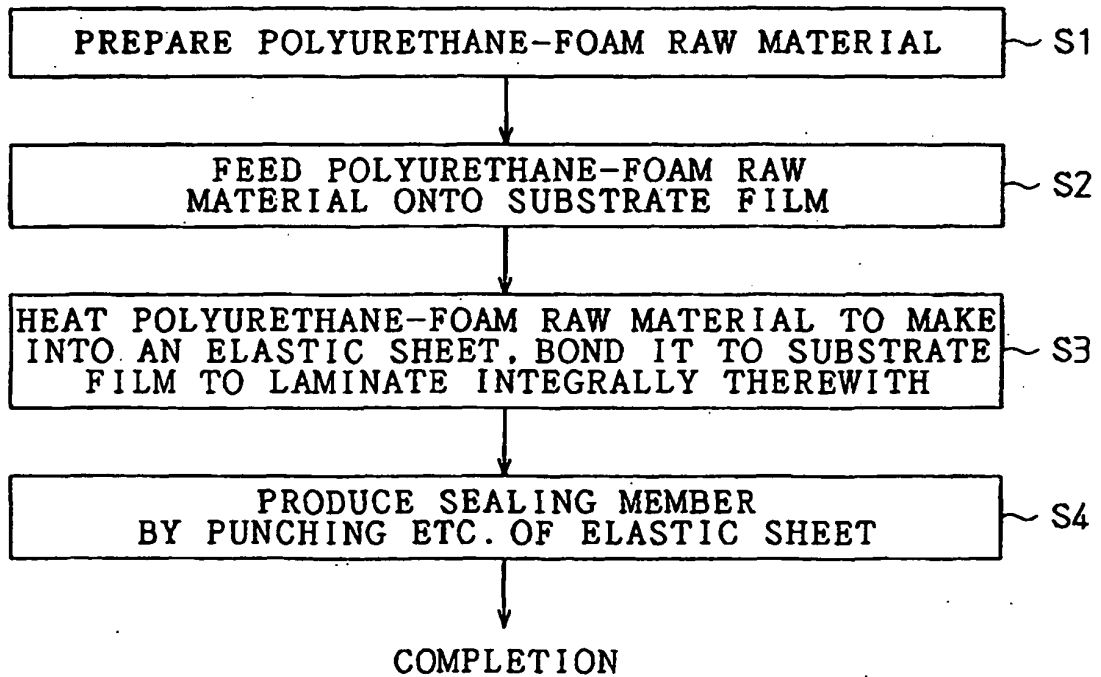 PREPARE POLYURETHANE-FOAM RAW MATERIAL
S1
FEED POLYURETHANE-FOAM RAW
MATERIAL ONTO SUBSTRATE FILM
S2
HEAT POLYURETHANE-FOAM RAW MATERIAL TO MAKE
INTO AN ELASTIC SHEET, BOND IT TO SUBSTRATE
FILM TO LAMINATE INTEGRALLY THEREWITH
S3
PRODUCE SEALING MEMBER
BY PUNCHING ETC. OF ELASTIC SHEET
S4
COMPLETION